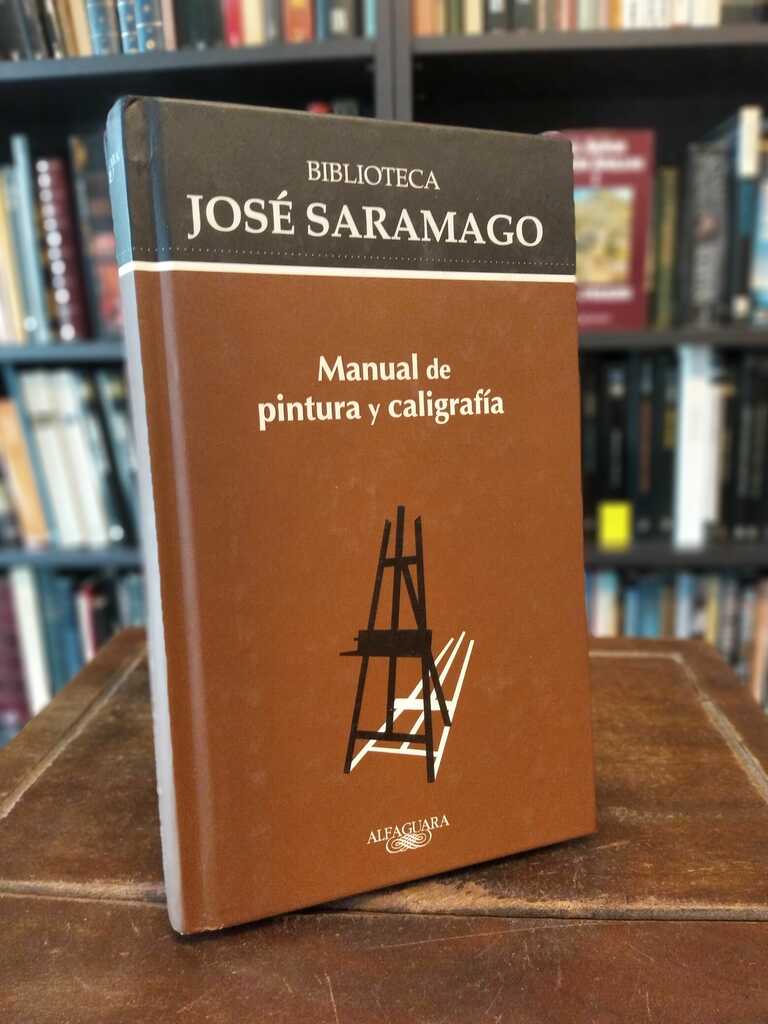 BIBLIOTECA
JOSÉ SARAMAGO
Manual de
pintura y caligrafía
ALFAGUARA